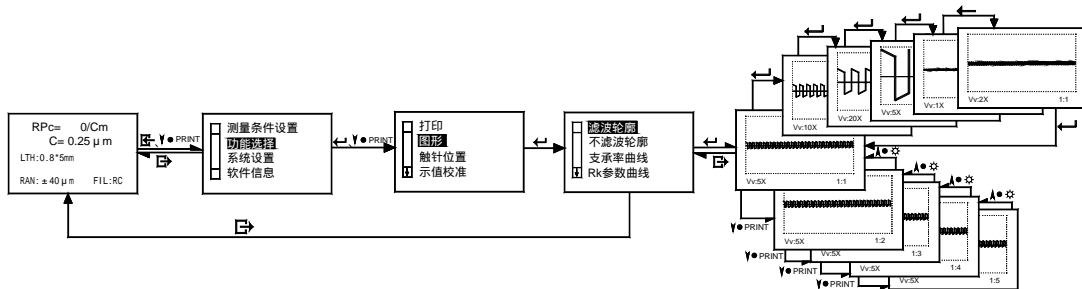 RPc= 0/Cm
C= 0.25 μm
LTH:0.8*5mm
RAN: ±40 μm FIL:RC
PRINT
测量条件设置
功能选择
系统设置
软件信息
PRINT
打印
图形
触针位置
示值校准
滤波轮廓
不滤波轮廓
支承率曲线
Rk参数曲线
Vv:10X
Vv:20X
Vv:5X
Vv:1X
Vv:2X 1:1
Vv:5X 1:1
PRINT
Vv:5X 1:2
PRINT
Vv:5X 1:3
PRINT
Vv:5X 1:4
PRINT
Vv:5X 1:5